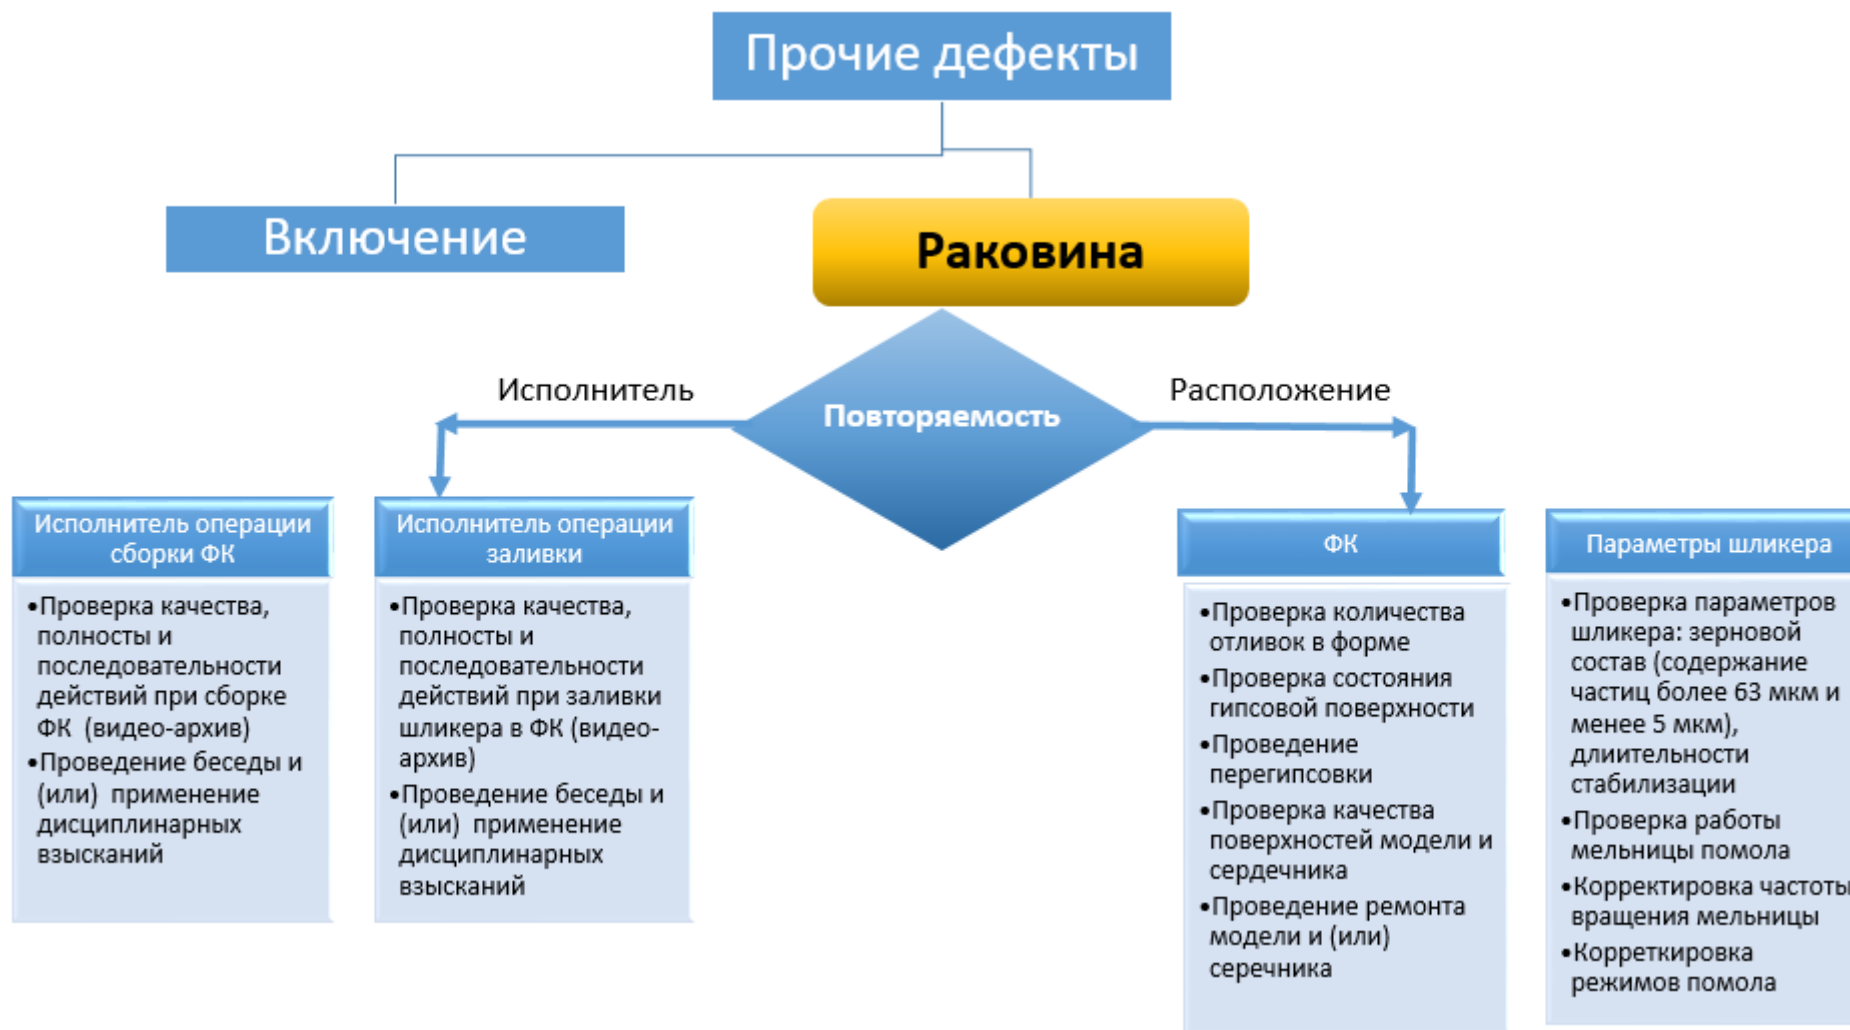 Прочие дефекты
Включение
Раковина
Исполнитель
Повторяемость
Расположение
Исполнитель операции
сборки ФК
•Проверка качества,
полноты и
последовательности
действий при сборке
ФК (видео-архив)
•Проведение беседы и
(или) применение
дисциплинарных
взысканий
Исполнитель операции
заливки
•Проверка качества,
полноты и
последовательности
действий при заливки
шликера в ФК (видео-
архив)
•Проведение беседы и
(или) применение
дисциплинарных
взысканий
ФК
•Проверка количества
отливок в форме
•Проверка состояния
гипсовой поверхности
•Проведение
перегипсовки
•Проверка качества
поверхностей модели и
сердечника
•Проведение ремонта
модели и (или)
серечника
Параметры шликера
•Проверка параметров
шликера: зерновой
состав (содержание
частиц более 63 мкм и
менее 5 мкм),
длиительности
стабилизации
•Проверка работы
мельницы помола
•Корректировка частоты
вращения мельницы
•Корреткировка
режимов помола